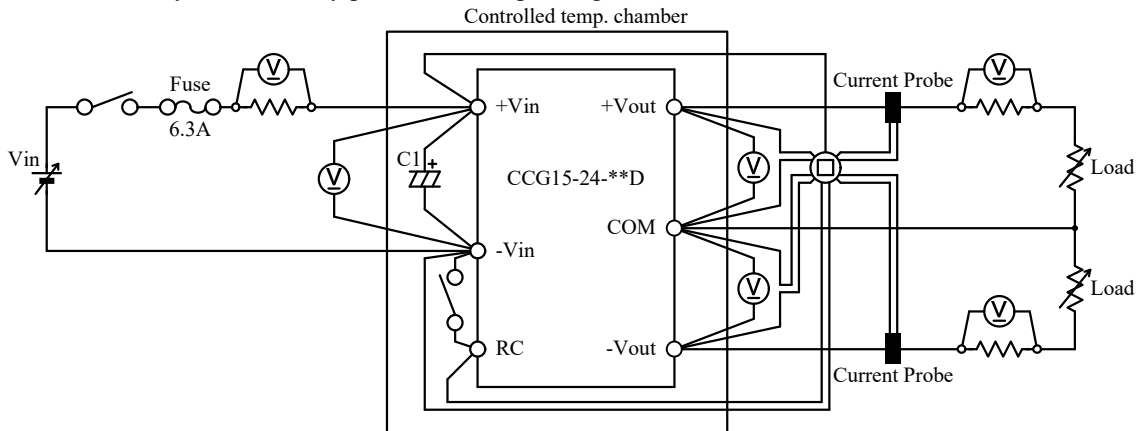 Controlled temp. chamber
Fuse
6.3A
Vin
V
V
C1
+
+Vin
-Vin
RC
CCG15-24-**D
+Vout
COM
-Vout
V
V
Current Probe
V
Load
Load
V
Current Probe